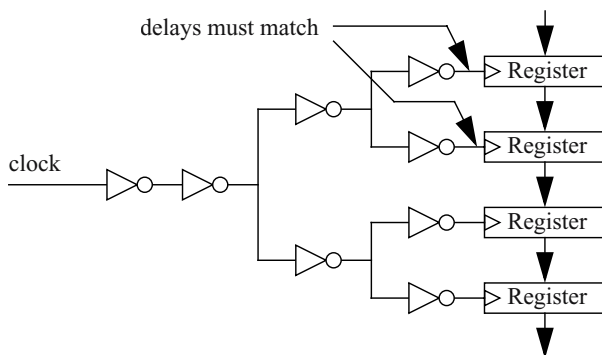 delays must match
Register
Register
clock
Register
Register